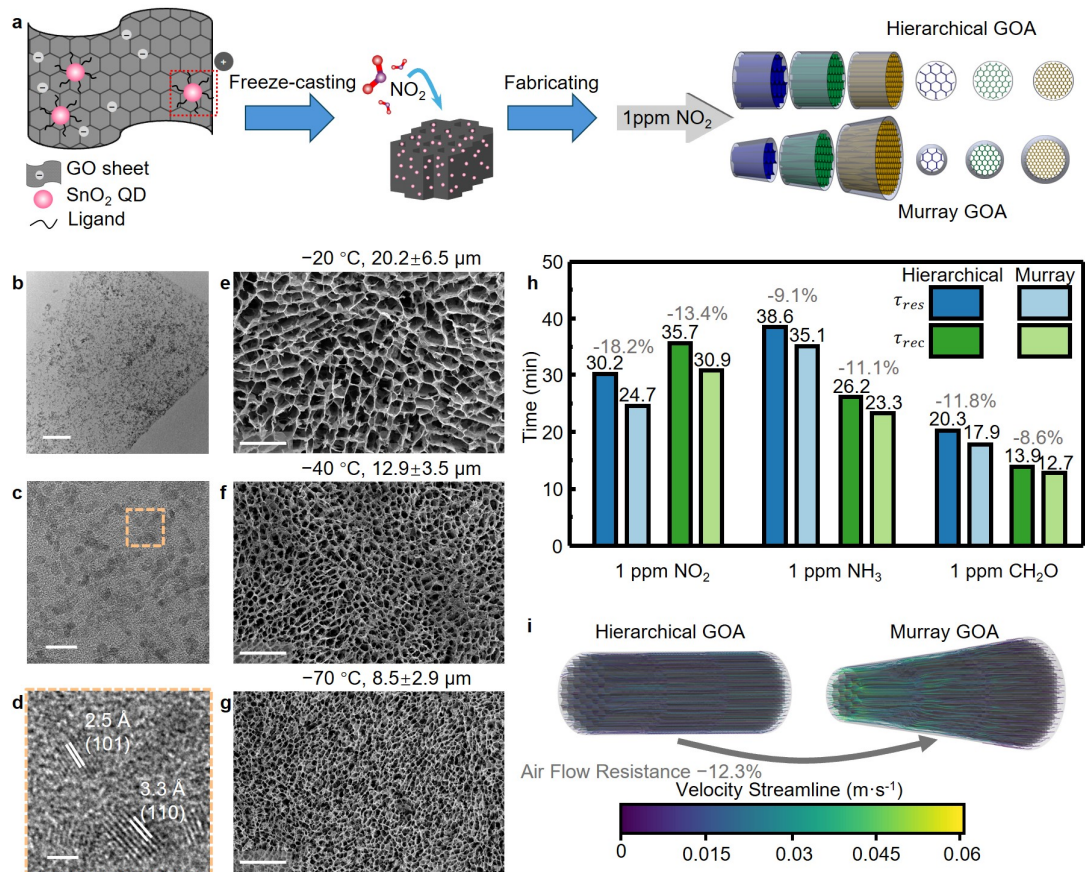 a
Hierarchical GOA
Freeze-casting
NO₂
Fabricating
1ppm NO₂
Murray GOA
+
−
GO sheet
SnO₂ QD
Ligand
b
c
d
2.5 Å
(101)
3.3 Å
(110)
−20 °C, 20.2±6.5 μm
e
−40 °C, 12.9±3.5 μm
f
−70 °C, 8.5±2.9 μm
g
h
Hierarchical Murray
τres
τrec
Time (min)
50
40
30
20
10
0
-18.2%
30.2
24.7
-13.4%
35.7
30.9
-9.1%
38.6
35.1
-11.1%
26.2
23.3
-11.8%
20.3
17.9
-8.6%
13.9
12.7
1 ppm NO₂
1 ppm NH₃
1 ppm CH₂O
i
Hierarchical GOA
Murray GOA
Air Flow Resistance −12.3%
Velocity Streamline (m·s⁻¹)
0 0.015 0.03 0.045 0.06